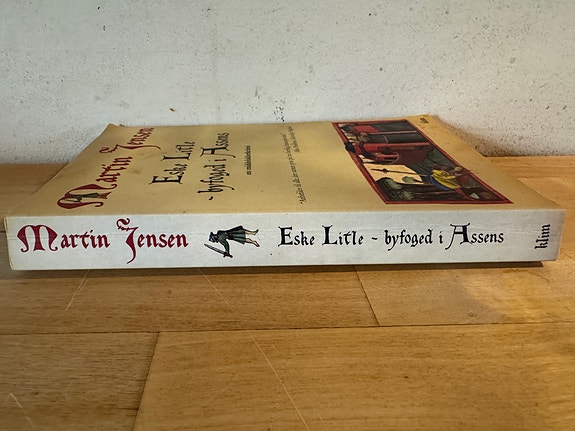 Martin Jensen
Eske Litle
- byfoged i Assens
Martin Jensen
Eske Litle - byfoged i Assens
klim